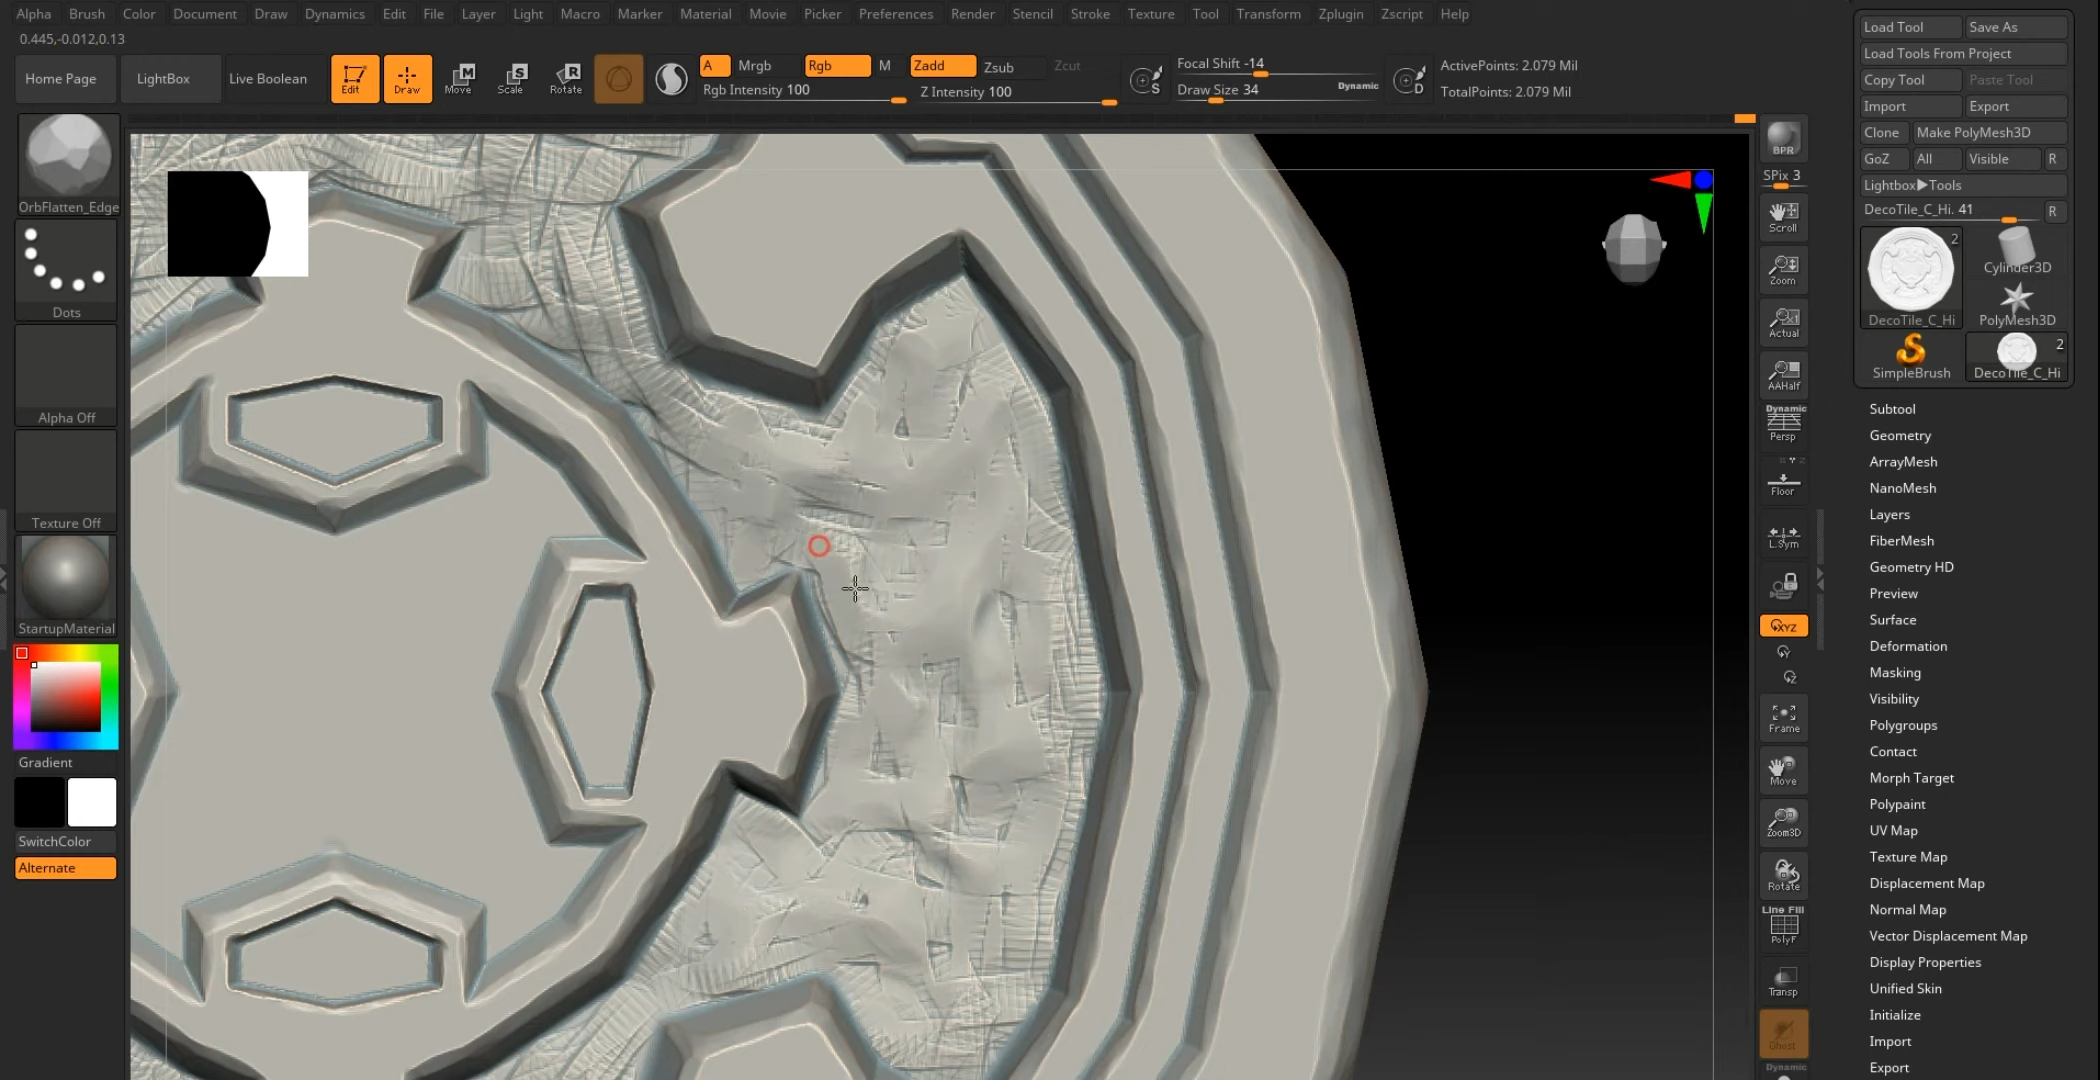 Alpha Brush Color Document Draw Dynamics Edit File Layer Light Macro Marker Material Movie Picker Preferences Render Stencil Stroke Texture Tool Transform Zplugin Zscript Help
0.445,-0.012,0.13
Home Page LightBox Live Boolean Edit Draw Move Scale Rotate
A Mrgb Rgb M Zadd Zsub Zcut
Rgb Intensity 100 Z Intensity 100
Focal Shift -14
Draw Size 34 Dynamic
ActivePoints: 2.079 Mil
TotalPoints: 2.079 Mil
OrbFlatten_Edge
Dots
Alpha Off
Texture Off
StartupMaterial
Gradient
SwitchColor
Alternate
BPR
SPix 3
Scroll
Zoom
Actual
AAHalf
Dynamic
Persp
Floor
L.Sym
XYZ
Y
Z
Frame
Move
Zoom3D
Rotate
Line Fill
PolyF
Transp
Ghost
Dynamic
Load Tool Save As
Load Tools From Project
Copy Tool Paste Tool
Import Export
Clone Make PolyMesh3D
GoZ All Visible R
Lightbox▶Tools
DecoTile_C_Hi. 41 R
2
Cylinder3D
DecoTile_C_Hi PolyMesh3D
2
SimpleBrush DecoTile_C_Hi
Subtool
Geometry
ArrayMesh
NanoMesh
Layers
FiberMesh
Geometry HD
Preview
Surface
Deformation
Masking
Visibility
Polygroups
Contact
Morph Target
Polypaint
UV Map
Texture Map
Displacement Map
Normal Map
Vector Displacement Map
Display Properties
Unified Skin
Initialize
Import
Export